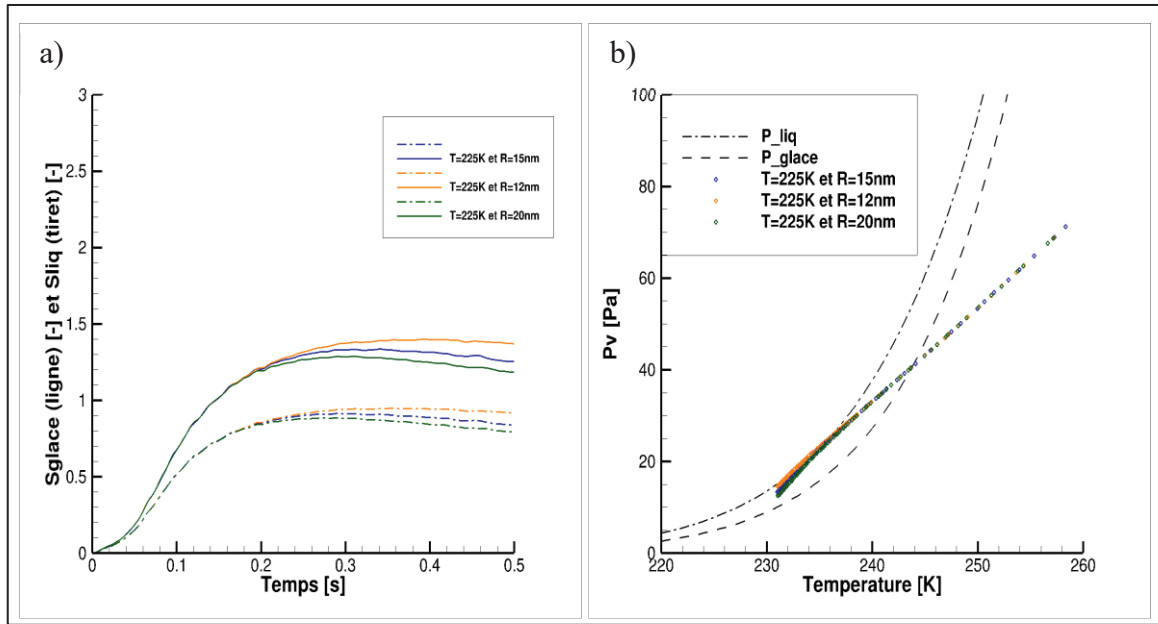 a)
Sglace (ligne) [-] et Sliq (tiret) [-]
3
2.5
2
1.5
1
0.5
0
T=225K et R=15nm
T=225K et R=12nm
T=225K et R=20nm
0 0.1 0.2 0.3 0.4 0.5
Temps [s]
b)
Pv [Pa]
100
80
60
40
20
0
P_liq
P_glace
T=225K et R=15nm
T=225K et R=12nm
T=225K et R=20nm
220 230 240 250 260
Temperature [K]